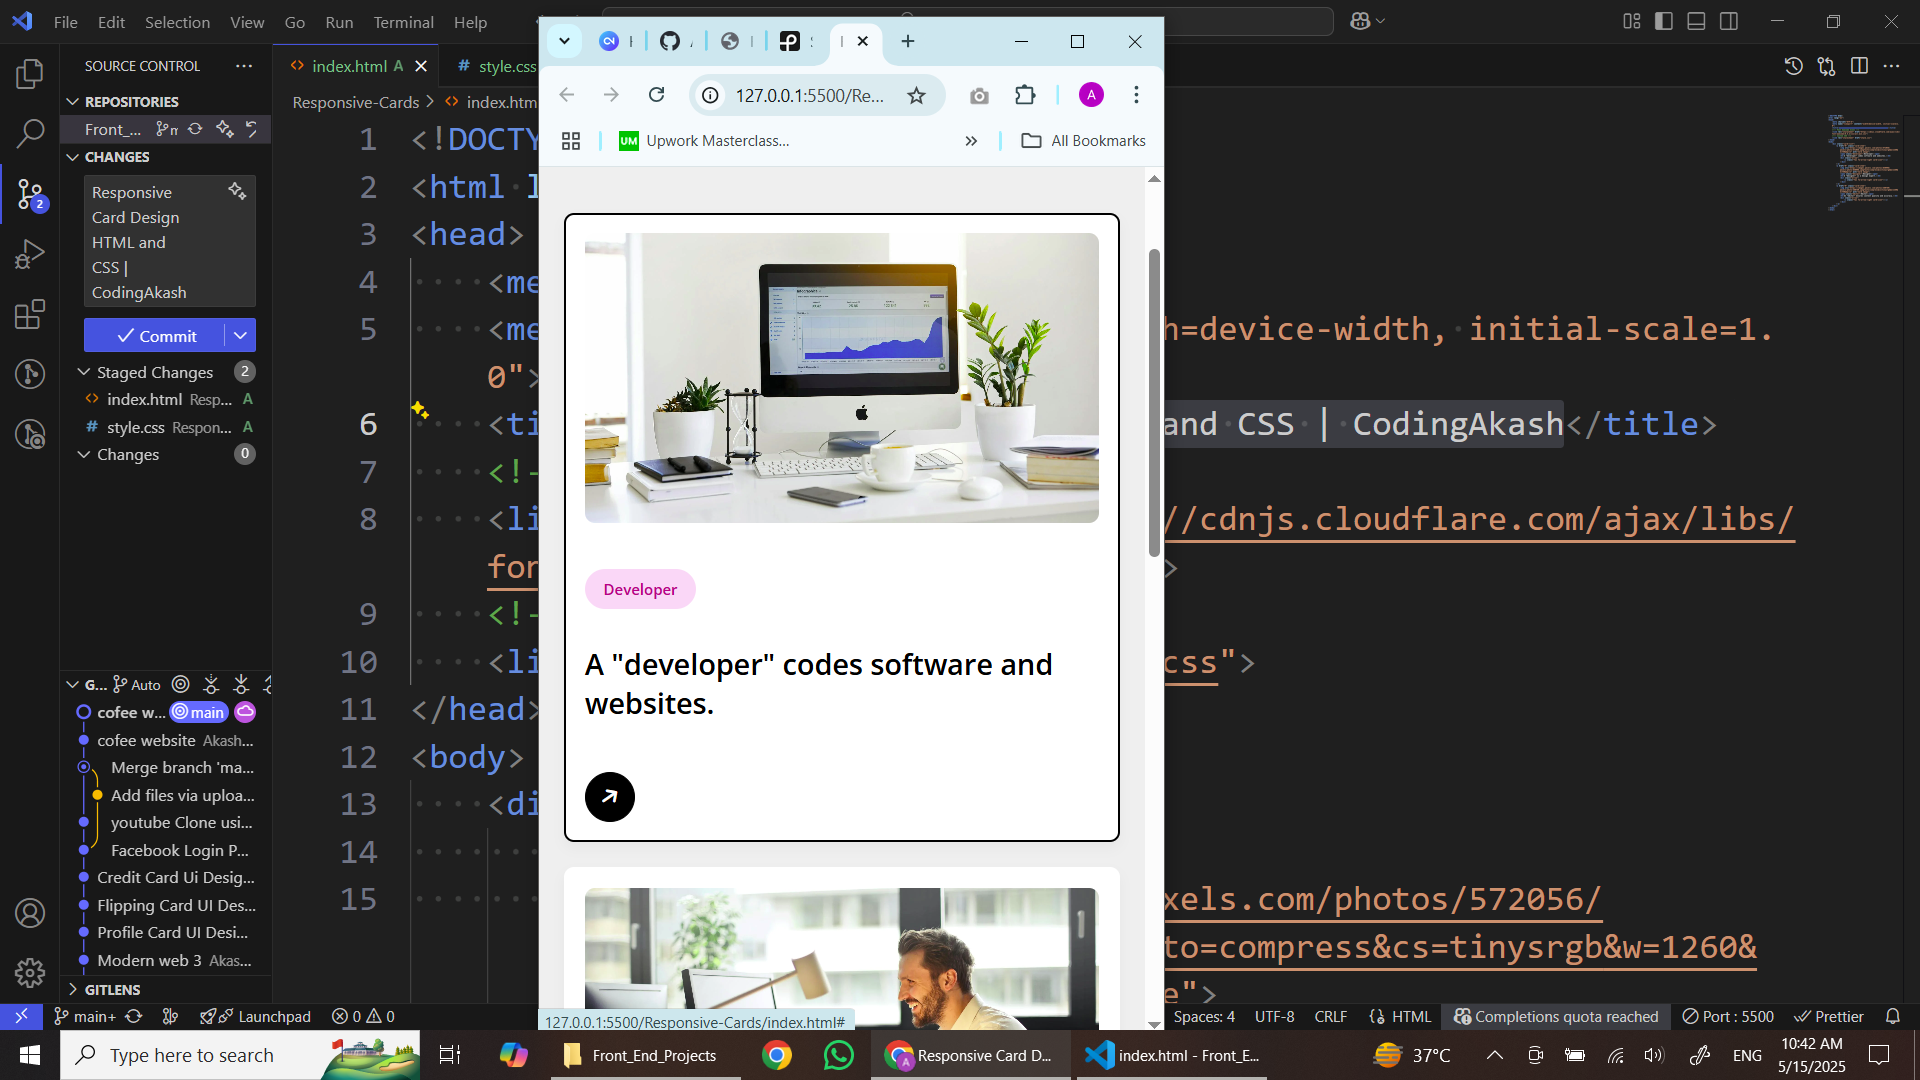 File Edit Selection View Go Run Terminal Help
SOURCE CONTROL
REPOSITORIES
Front_...
CHANGES
Responsive
Card Design
HTML and
CSS |
CodingAkash
Commit
Staged Changes 2
index.html Resp... A
style.css Respon... A
Changes 0
2
G... Auto
cofee w... main
cofee website Akash...
Merge branch 'ma...
Add files via uploa...
youtube Clone usi...
Facebook Login P...
Credit Card Ui Desig...
Flipping Card UI Des...
Profile Card UI Desi...
Modern web 3 Akas...
GITLENS
index.html A
style.css
Responsive-Cards > index.htm
1 <!DOCTY
2 <html l
3 <head>
4 <me
5 <me h=device-width, initial-scale=1.
0">
6 <ti and CSS | CodingAkash</title>
7 <!-
8 <li //cdnjs.cloudflare.com/ajax/libs/
for >
9 <!-
10 <li css">
11 </head>
12 <body>
13 <di
14
15 xels.com/photos/572056/
to=compress&cs=tinysrgb&w=1260&
e">
127.0.0.1:5500/Re...
A
UM Upwork Masterclass...
All Bookmarks
Developer
A "developer" codes software and
websites.
127.0.0.1:5500/Responsive-Cards/index.html#
main+ Launchpad 0 0
Spaces: 4 UTF-8 CRLF HTML Completions quota reached Port : 5500 Prettier
Type here to search
Front_End_Projects
Responsive Card D...
index.html - Front_E...
37°C
ENG
10:42 AM
5/15/2025